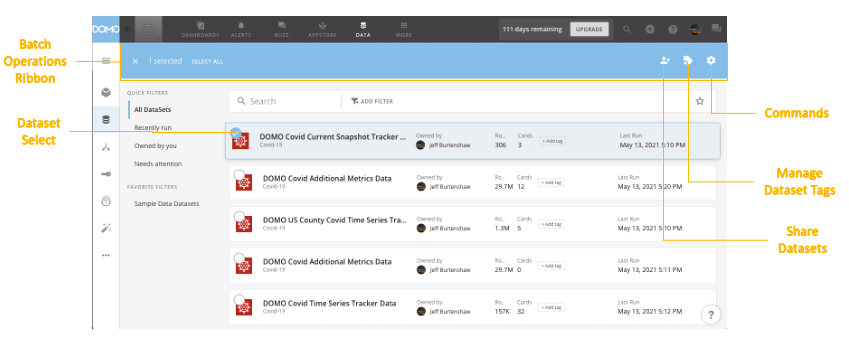 DOMO
DASHBOARDS
ALERTS
BUZZ
APPSTORE
DATA
MORE
111 days remaining
UPGRADE
Batch
Operations
Ribbon
1 selected
SELECT ALL
QUICK FILTERS
All DataSets
Recently run
Owned by you
Needs attention
FAVORITE FILTERS
Sample Data Datasets
Search
ADD FILTER
Dataset
Select
DOMO Covid Current Snapshot Tracker ...
Covid-19
Owned by
Jeff Burtenshaw
Ro...
306
Cards
3
+ Add tag
Last Run
May 13, 2021 5:10 PM
DOMO Covid Additional Metrics Data
Covid-19
Owned by
Jeff Burtenshaw
Ro...
29.7M
Cards
12
+ Add tag
Last Run
May 13, 2021 5:20 PM
DOMO US County Covid Time Series Tra...
Covid-19
Owned by
Jeff Burtenshaw
Ro...
1.3M
Cards
5
+ Add tag
Last Run
May 13, 2021 5:10 PM
DOMO Covid Additional Metrics Data
Covid-19
Owned by
Jeff Burtenshaw
Ro...
29.7M
Cards
0
+ Add tag
Last Run
May 13, 2021 5:11 PM
DOMO Covid Time Series Tracker Data
Covid-19
Owned by
Jeff Burtenshaw
Ro...
157K
Cards
32
+ Add tag
Last Run
May 13, 2021 5:12 PM
?
Commands
Manage
Dataset Tags
Share
Datasets